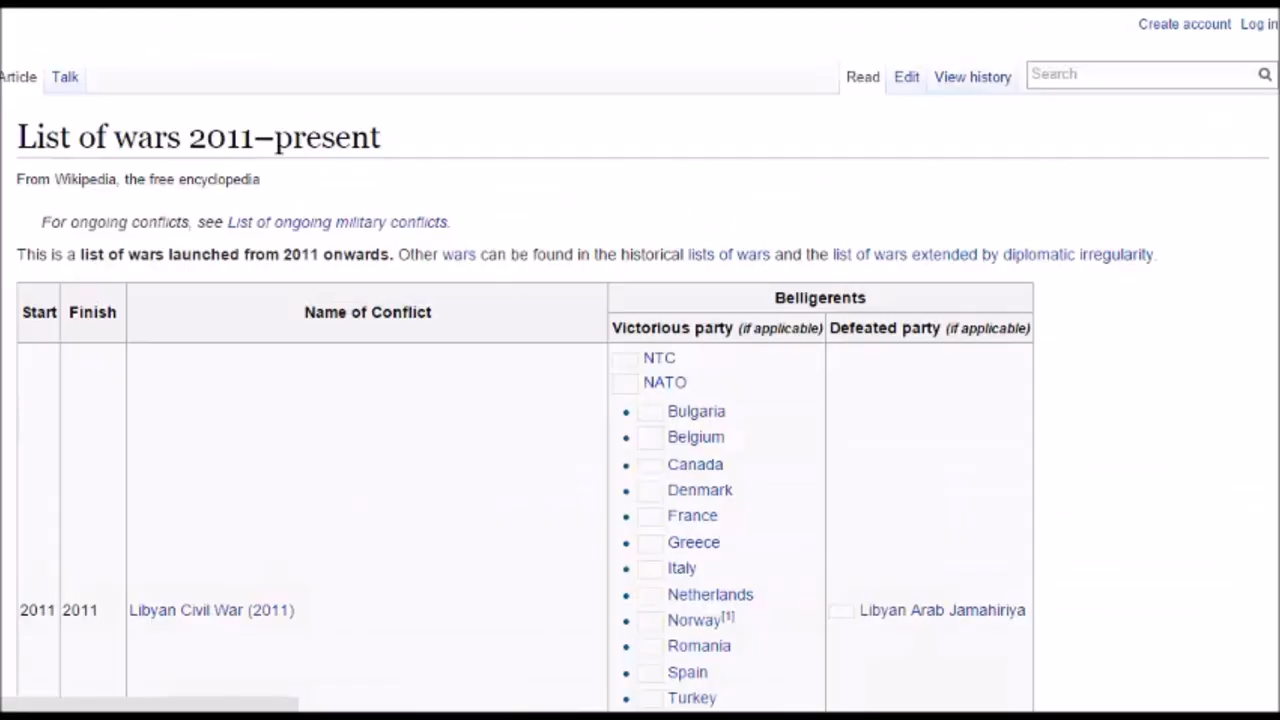 Create account Log in
Article Talk Read Edit View history Search
List of wars 2011–present
From Wikipedia, the free encyclopedia
For ongoing conflicts, see List of ongoing military conflicts.
This is a list of wars launched from 2011 onwards. Other wars can be found in the historical lists of wars and the list of wars extended by diplomatic irregularity.
Start Finish Name of Conflict Belligerents
Victorious party (if applicable) Defeated party (if applicable)
NTC
NATO
Bulgaria
Belgium
Canada
Denmark
France
Greece
Italy
Netherlands
2011 2011 Libyan Civil War (2011) Libyan Arab Jamahiriya
Norway[1]
Romania
Spain
Turkey